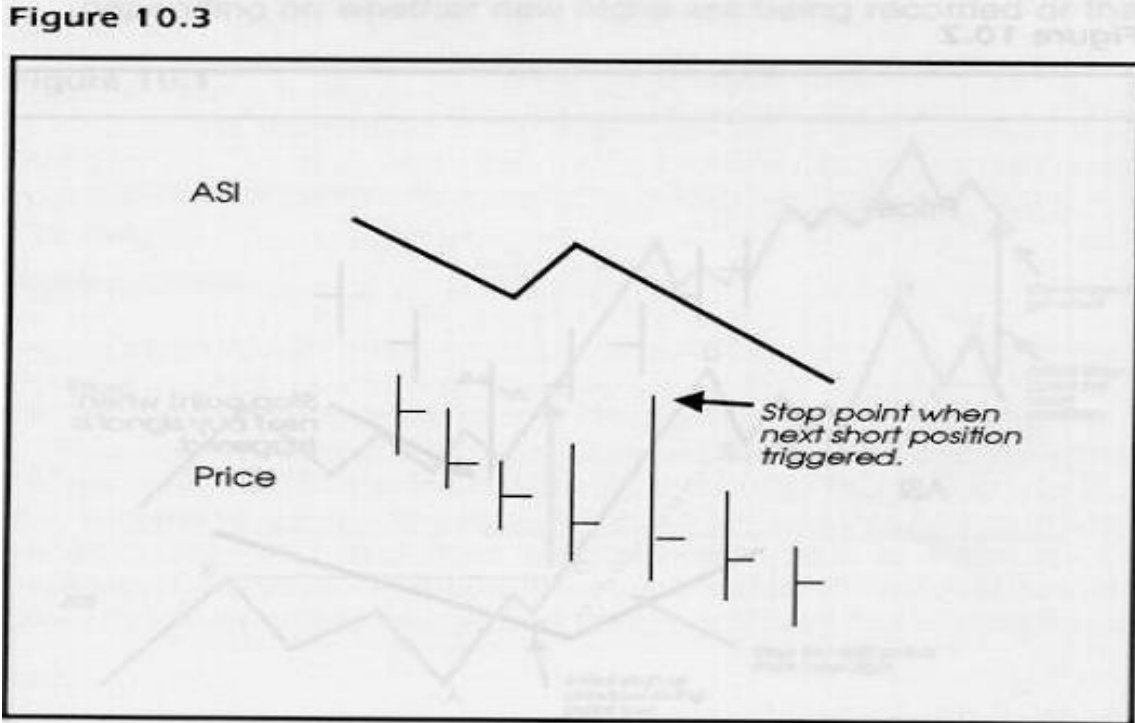 Figure 10.3
ASI
Stop point when
next short position
triggered.
Price